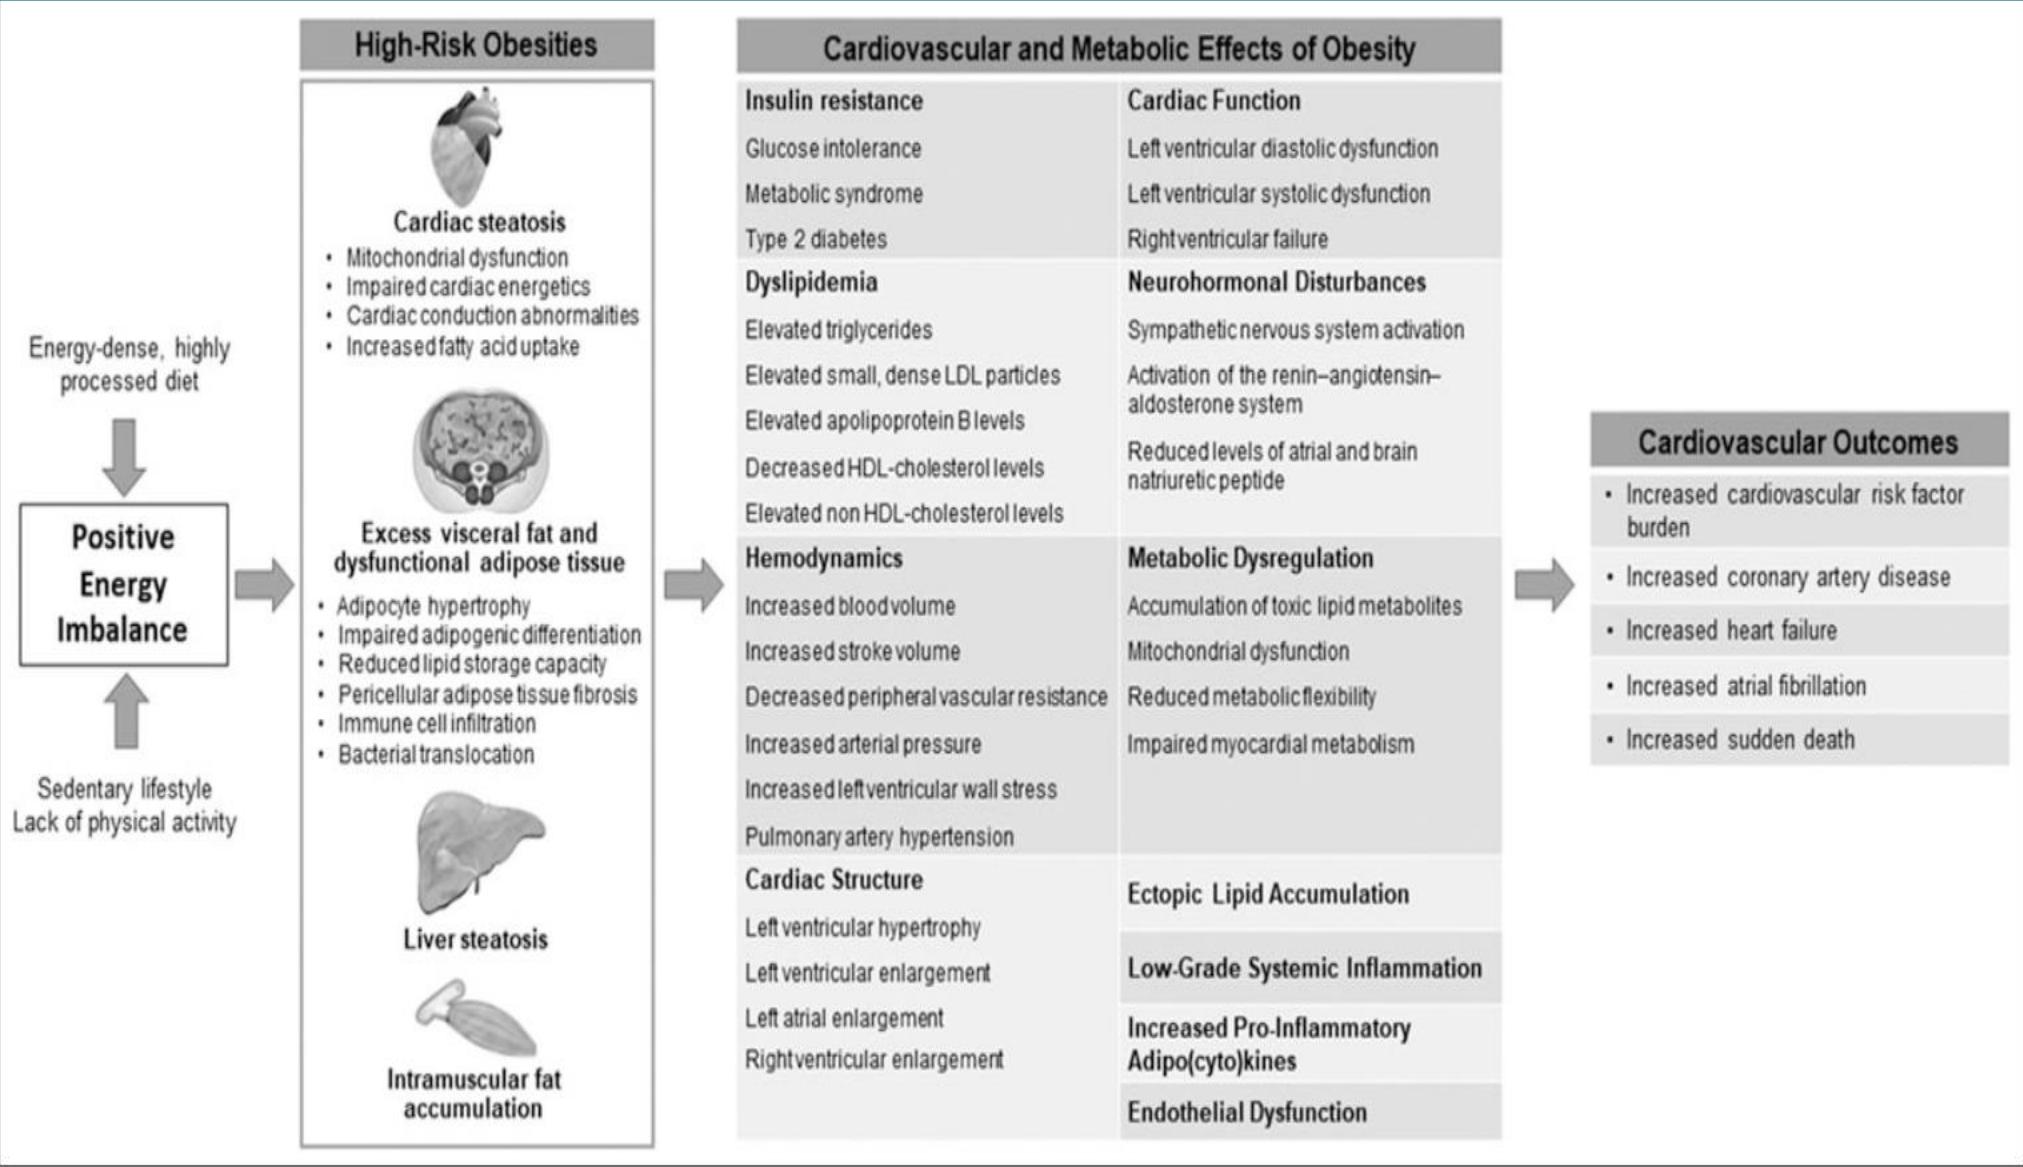 Energy-dense, highly
processed diet
Positive
Energy
Imbalance
Sedentary lifestyle
Lack of physical activity
High-Risk Obesities
Cardiac steatosis
• Mitochondrial dysfunction
• Impaired cardiac energetics
• Cardiac conduction abnormalities
• Increased fatty acid uptake
Excess visceral fat and
dysfunctional adipose tissue
• Adipocyte hypertrophy
• Impaired adipogenic differentiation
• Reduced lipid storage capacity
• Pericellular adipose tissue fibrosis
• Immune cell infiltration
• Bacterial translocation
Liver steatosis
Intramuscular fat
accumulation
Cardiovascular and Metabolic Effects of Obesity
Insulin resistance
Glucose intolerance
Metabolic syndrome
Type 2 diabetes
Dyslipidemia
Elevated triglycerides
Elevated small, dense LDL particles
Elevated apolipoprotein B levels
Decreased HDL-cholesterol levels
Elevated non HDL-cholesterol levels
Hemodynamics
Increased blood volume
Increased stroke volume
Decreased peripheral vascular resistance
Increased arterial pressure
Increased left ventricular wall stress
Pulmonary artery hypertension
Cardiac Structure
Left ventricular hypertrophy
Left ventricular enlargement
Left atrial enlargement
Right ventricular enlargement
Cardiac Function
Left ventricular diastolic dysfunction
Left ventricular systolic dysfunction
Right ventricular failure
Neurohormonal Disturbances
Sympathetic nervous system activation
Activation of the renin–angiotensin–
aldosterone system
Reduced levels of atrial and brain
natriuretic peptide
Metabolic Dysregulation
Accumulation of toxic lipid metabolites
Mitochondrial dysfunction
Reduced metabolic flexibility
Impaired myocardial metabolism
Ectopic Lipid Accumulation
Low-Grade Systemic Inflammation
Increased Pro-Inflammatory
Adipo(cyto)kines
Endothelial Dysfunction
Cardiovascular Outcomes
• Increased cardiovascular risk factor
burden
• Increased coronary artery disease
• Increased heart failure
• Increased atrial fibrillation
• Increased sudden death